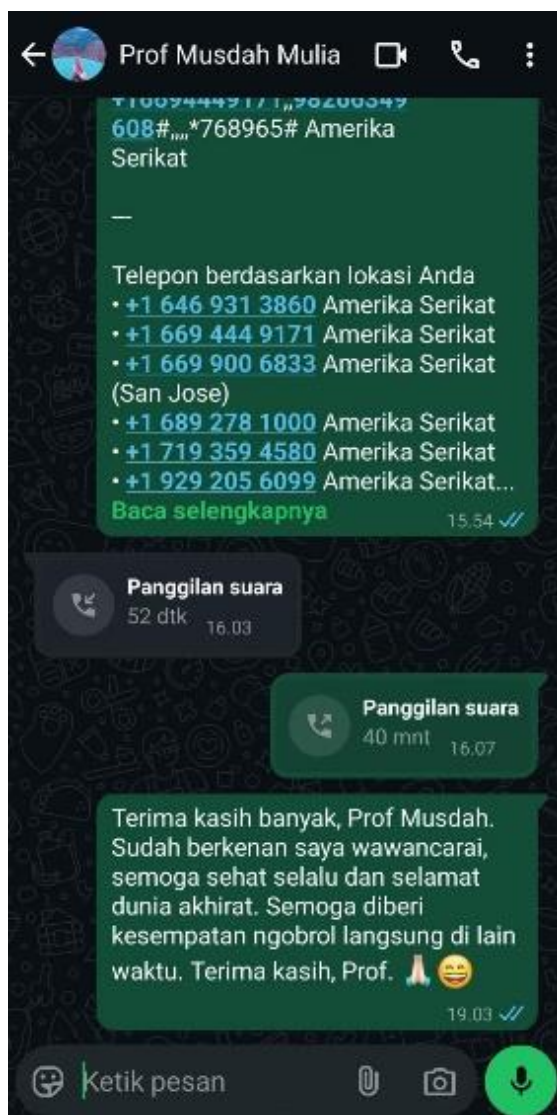 Prof Musdah Mulia
+16694449171,,98266349
608#,,,,*768965# Amerika
Serikat
—
Telepon berdasarkan lokasi Anda
• +1 646 931 3860 Amerika Serikat
• +1 669 444 9171 Amerika Serikat
• +1 669 900 6833 Amerika Serikat
(San Jose)
• +1 689 278 1000 Amerika Serikat
• +1 719 359 4580 Amerika Serikat
• +1 929 205 6099 Amerika Serikat...
Baca selengkapnya 15.54
Panggilan suara
52 dtk 16.03
Panggilan suara
40 mnt 16.07
Terima kasih banyak, Prof Musdah.
Sudah berkenan saya wawancarai,
semoga sehat selalu dan selamat
dunia akhirat. Semoga diberi
kesempatan ngobrol langsung di lain
waktu. Terima kasih, Prof. 🙏🏻😄
19.03
Ketik pesan